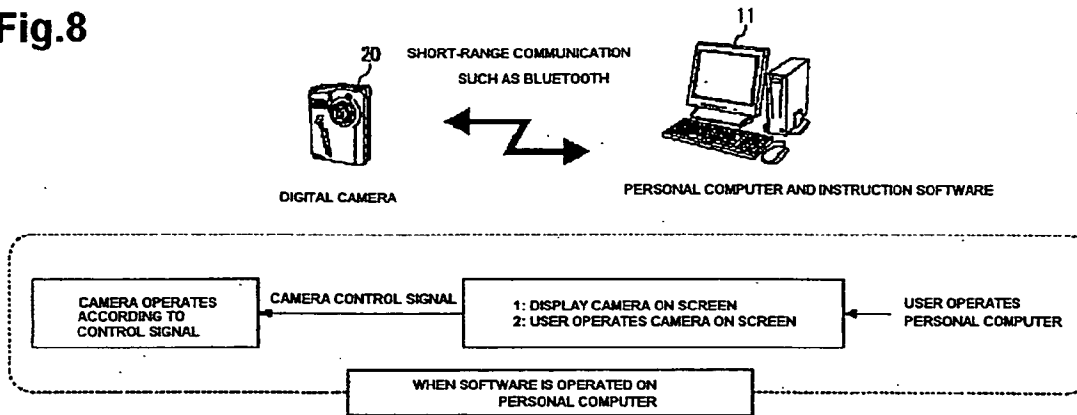 Fig.8
11
20
SHORT-RANGE COMMUNICATION
SUCH AS BLUETOOTH
DIGITAL CAMERA
PERSONAL COMPUTER AND INSTRUCTION SOFTWARE
CAMERA OPERATES
ACCORDING TO
CONTROL SIGNAL
CAMERA CONTROL SIGNAL
1: DISPLAY CAMERA ON SCREEN
2: USER OPERATES CAMERA ON SCREEN
USER OPERATES
PERSONAL COMPUTER
WHEN SOFTWARE IS OPERATED ON
PERSONAL COMPUTER